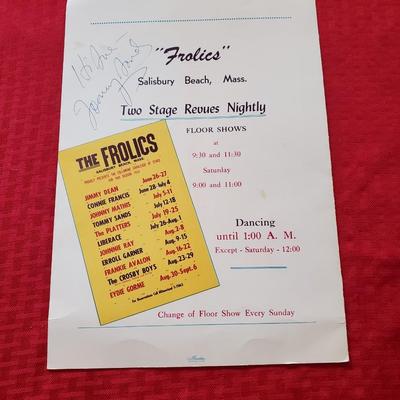 "Frolics"
Salisbury Beach, Mass.
Two Stage Revues Nightly
FLOOR SHOWS
at
9:30 and 11:30
Saturday
9:00 and 11:00
Dancing
until 1:00 A. M.
Except - Saturday - 12:00
Change of Floor Show Every Sunday
Tommy Sands
THE FROLICS
SALISBURY BEACH, MASS.
JIMMY DEAN June 26-27
CONNIE FRANCIS June 28-July 4
JOHNNY MATHIS July 5-11
TOMMY SANDS July 12-18
The PLATTERS July 19-25
LIBERACE July 26-Aug.1
JOHNNIE RAY Aug. 2-8
ERROLL GARNER Aug. 9-15
FRANKIE AVALON Aug. 16-22
The CROSBY BOYS Aug. 23-29
EYDIE GORME Aug. 30-Sept. 6